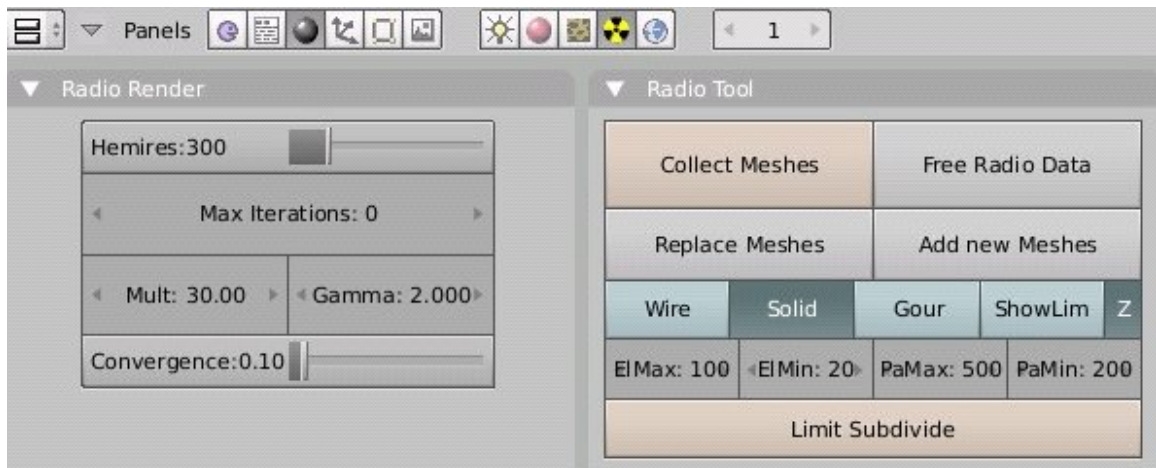 Panels 1
Radio Render
Hemires:300
Max Iterations: 0
Mult: 30.00 Gamma: 2.000
Convergence:0.10
Radio Tool
Collect Meshes Free Radio Data
Replace Meshes Add new Meshes
Wire Solid Gour ShowLim Z
ElMax: 100 ElMin: 20 PaMax: 500 PaMin: 200
Limit Subdivide